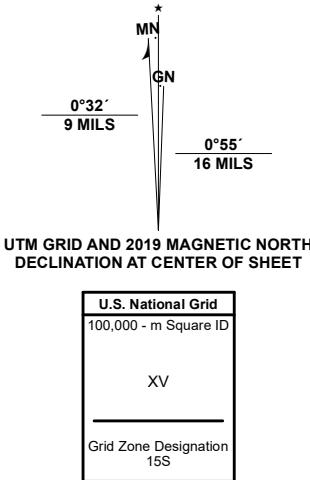 ★
MN
GN
0°32´
9 MILS
0°55´
16 MILS
UTM GRID AND 2019 MAGNETIC NORTH
DECLINATION AT CENTER OF SHEET
U.S. National Grid
100,000 - m Square ID
XV
Grid Zone Designation
15S